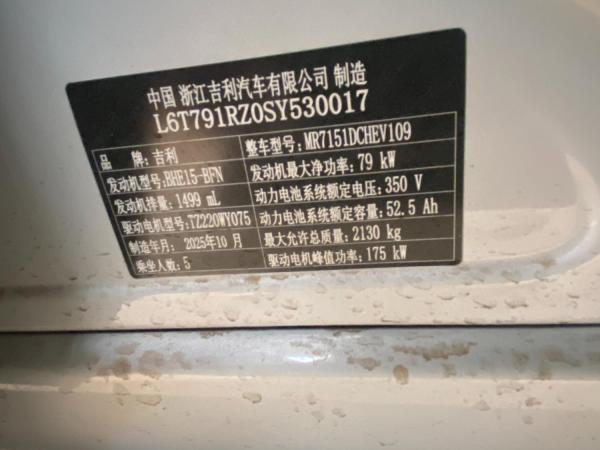 中国 浙江吉利汽车有限公司 制造
L6T791RZ0SY530017
品 牌:吉利 整车型号:MR7151DCHEV109
发动机型号:BHE15-BFN 发动机最大净功率:79 kW
发动机排量:1499 mL 动力电池系统额定电压:350 V
驱动电机型号:TZ220WY075 动力电池系统额定容量:52.5 Ah
制造年月:2025年10月 最大允许总质量:2130 kg
乘坐人数:5 驱动电机峰值功率:175 kW